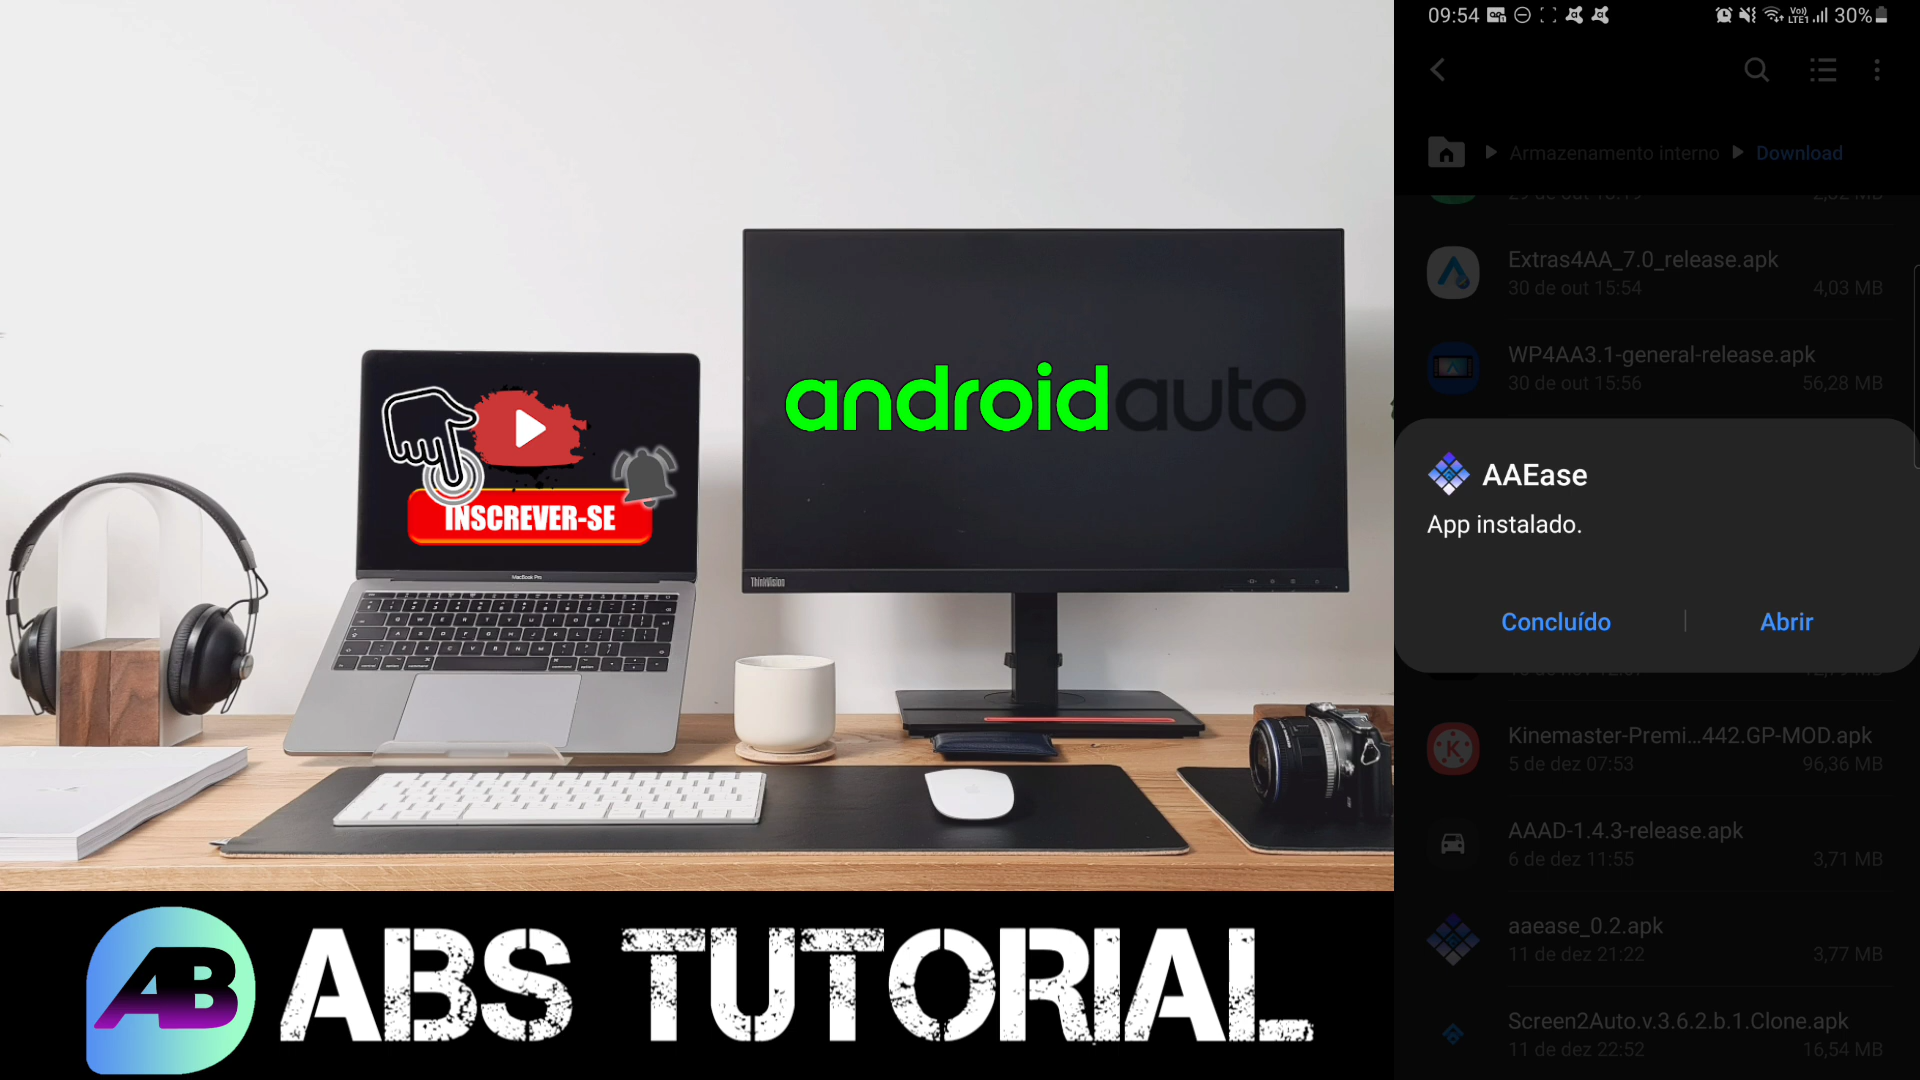 09:54
Vo)) LTE1 30%
Armazenamento interno Download
Extras4AA_7.0_release.apk
30 de out 15:54 4,03 MB
WP4AA3.1-general-release.apk
30 de out 15:56 56,28 MB
AAEase
App instalado.
Concluído Abrir
Kinemaster-Premi...442.GP-MOD.apk
5 de dez 07:53 96,36 MB
AAAD-1.4.3-release.apk
6 de dez 11:55 3,71 MB
aaease_0.2.apk
11 de dez 21:22 3,77 MB
Screen2Auto.v.3.6.2.b.1.Clone.apk
11 de dez 22:52 16,54 MB
androidauto
INSCREVER-SE
MacBook Pro
ThinkVision
AB ABS TUTORIAL